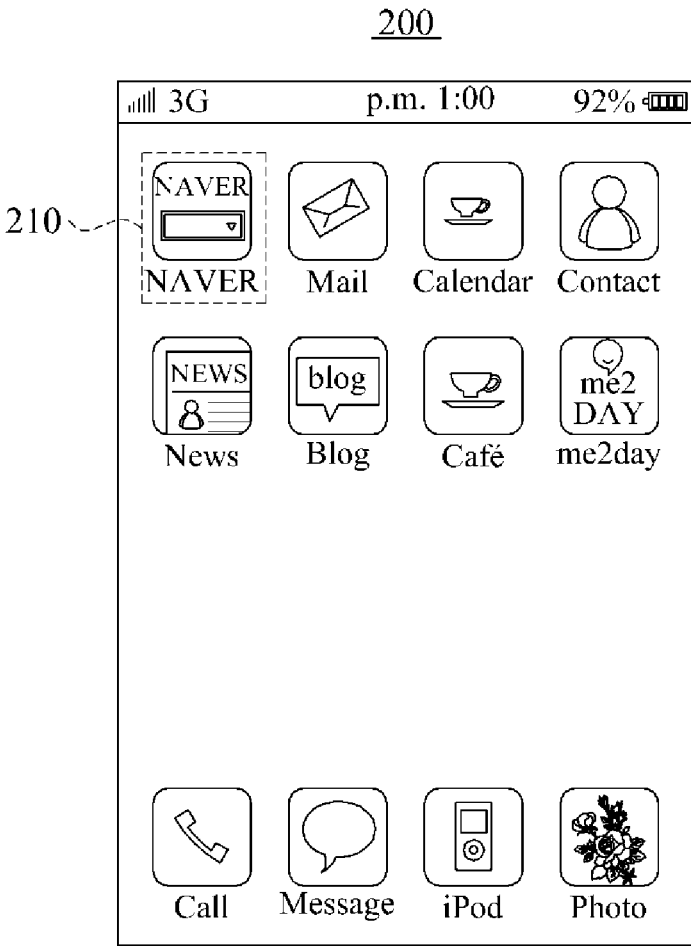 200
3G p.m. 1:00 92%
210
NAVER
NAVER Mail Calendar Contact
NEWS blog me2
DAY
News Blog Café me2day
Call Message iPod Photo